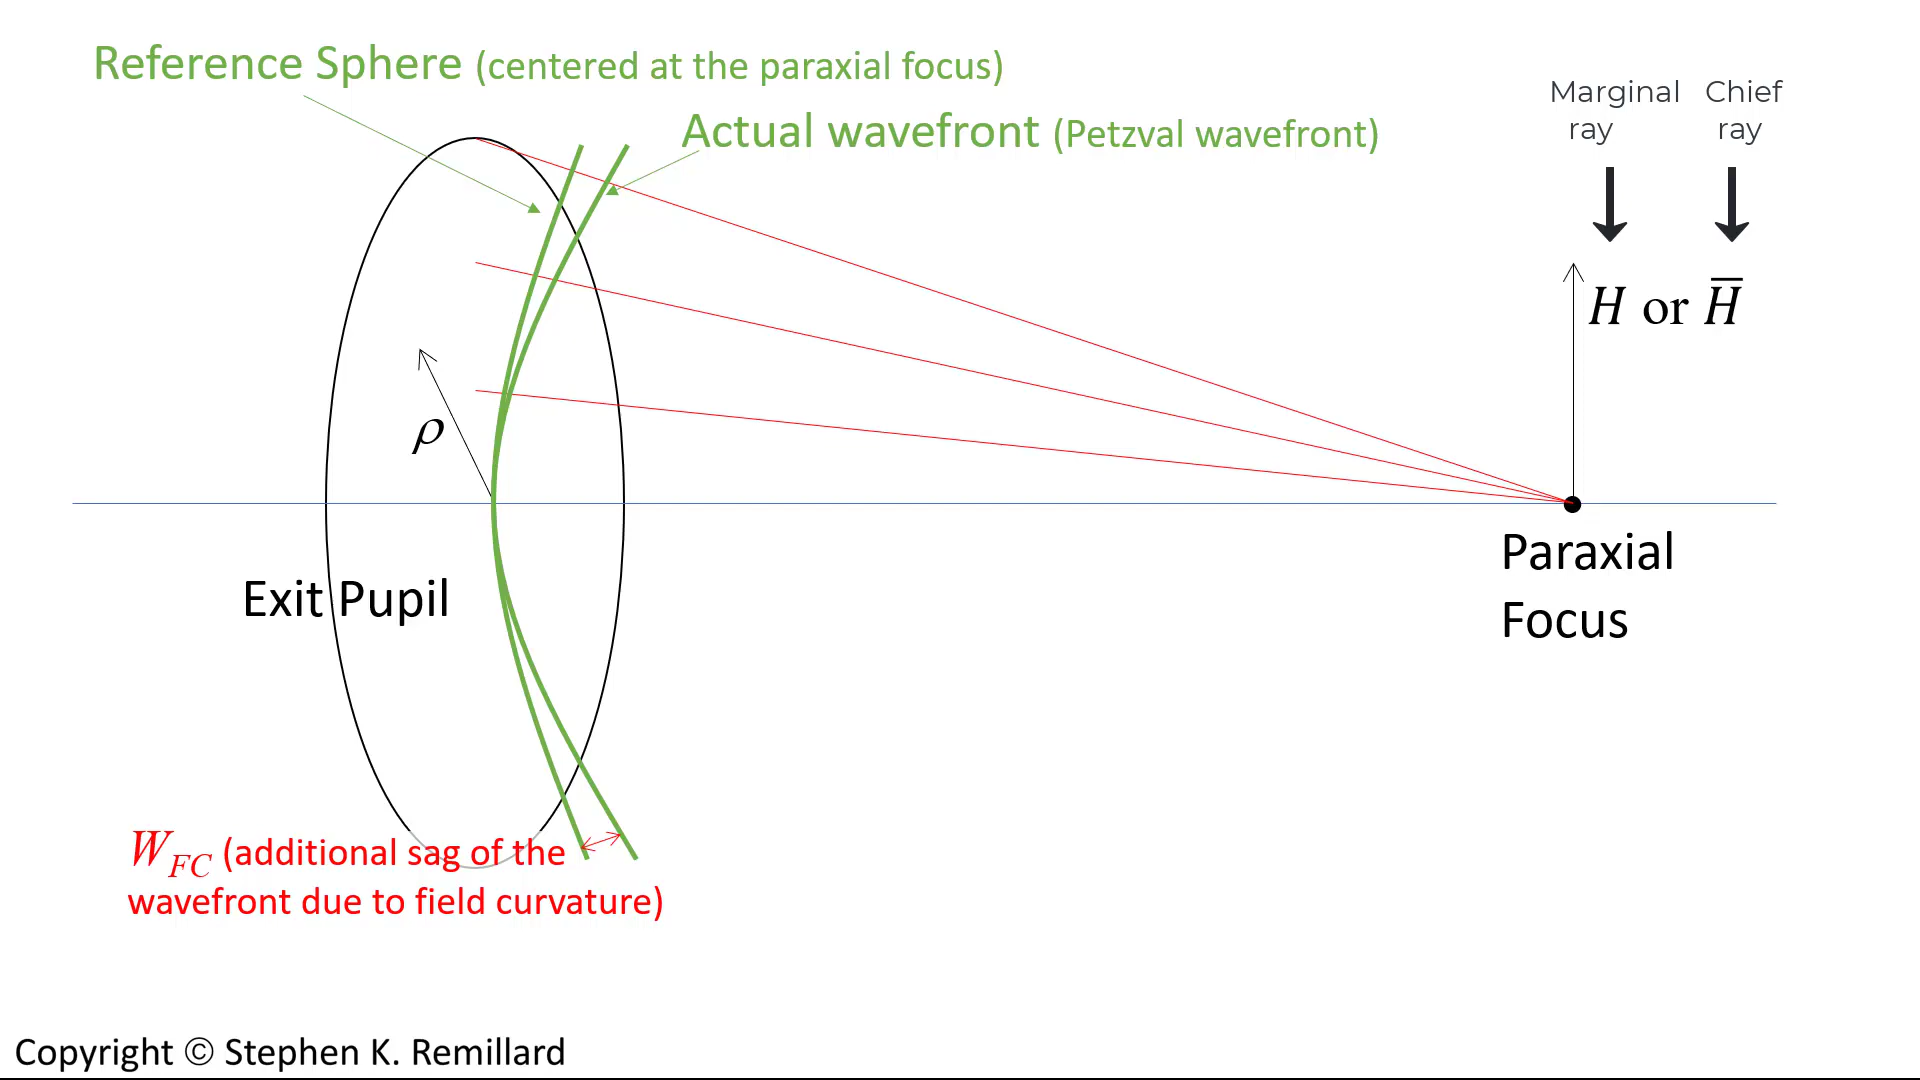 Reference Sphere (centered at the paraxial focus)
Actual wavefront (Petzval wavefront)
Marginal ray
Chief ray
H or H̅
ρ
Exit Pupil
Paraxial
Focus
W_FC (additional sag of the
wavefront due to field curvature)
Copyright © Stephen K. Remillard